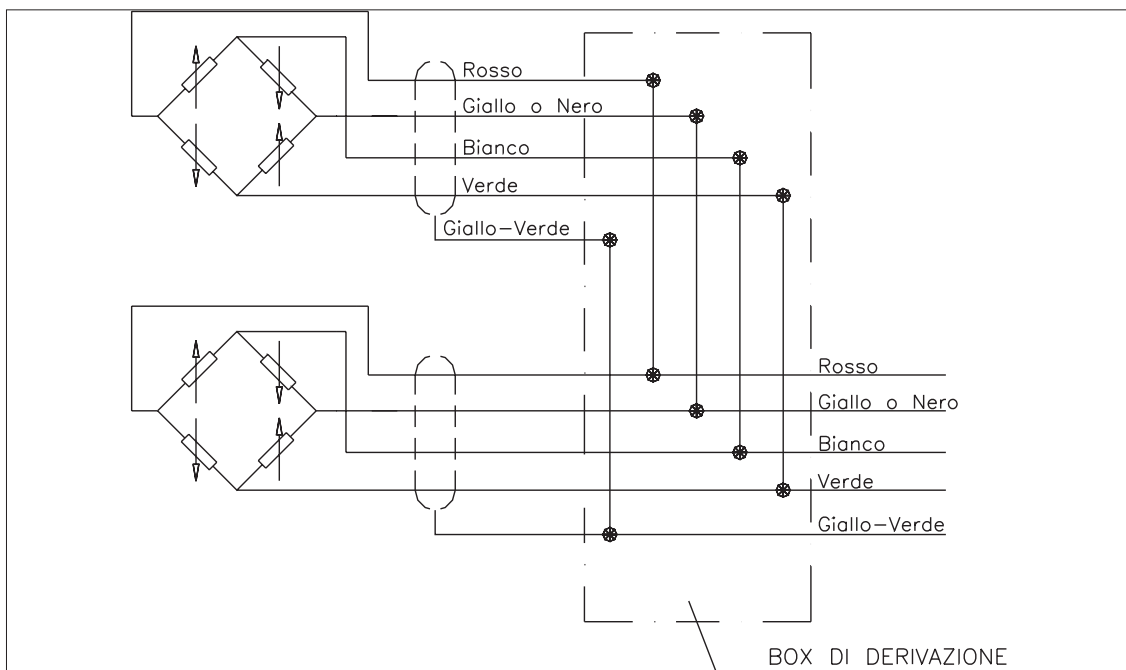 Rosso
Giallo o Nero
Bianco
Verde
Giallo-Verde
Rosso
Giallo o Nero
Bianco
Verde
Giallo-Verde
BOX DI DERIVAZIONE